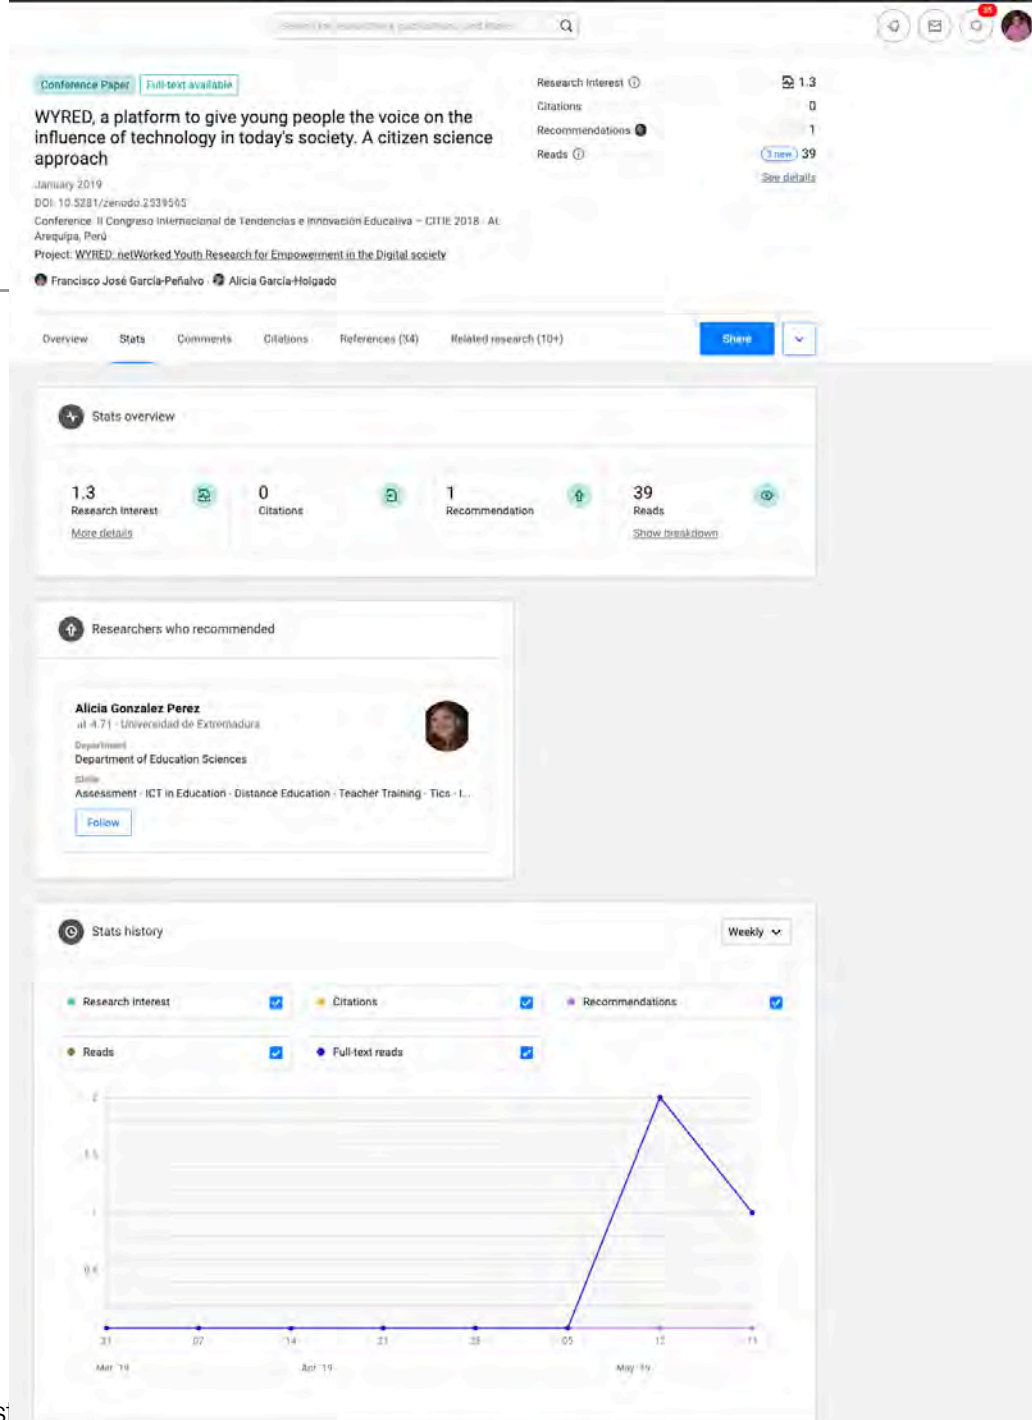 35
Conference Paper
Full-text available
WYRED, a platform to give young people the voice on the
influence of technology in today's society. A citizen science
approach
January 2019
DOI: 10.5281/zenodo.2539565
Conference: II Congreso Internacional de Tendencias e Innovación Educativa – CITIE 2018 · At:
Arequipa, Perú
Project: WYRED: netWorked Youth Research for Empowerment in the Digital society
Francisco José García-Peñalvo · Alicia García-Holgado
Research Interest 1.3
Citations 0
Recommendations 1
Reads 3 new 39
See details
Overview Stats Comments Citations References (34) Related research (10+) Share
Stats overview
1.3 0 1 39
Research Interest Citations Recommendation Reads
More details Show breakdown
Researchers who recommended
Alicia Gonzalez Perez
4.71 · Universidad de Extremadura
Department
Department of Education Sciences
Skills
Assessment · ICT in Education · Distance Education · Teacher Training · Tics · I...
Follow
Stats history Weekly
Research Interest Citations Recommendations
Reads Full-text reads
2
1.5
1
0.5
31 07 14 21 28 05 12
Mar '19 Apr '19 May '19